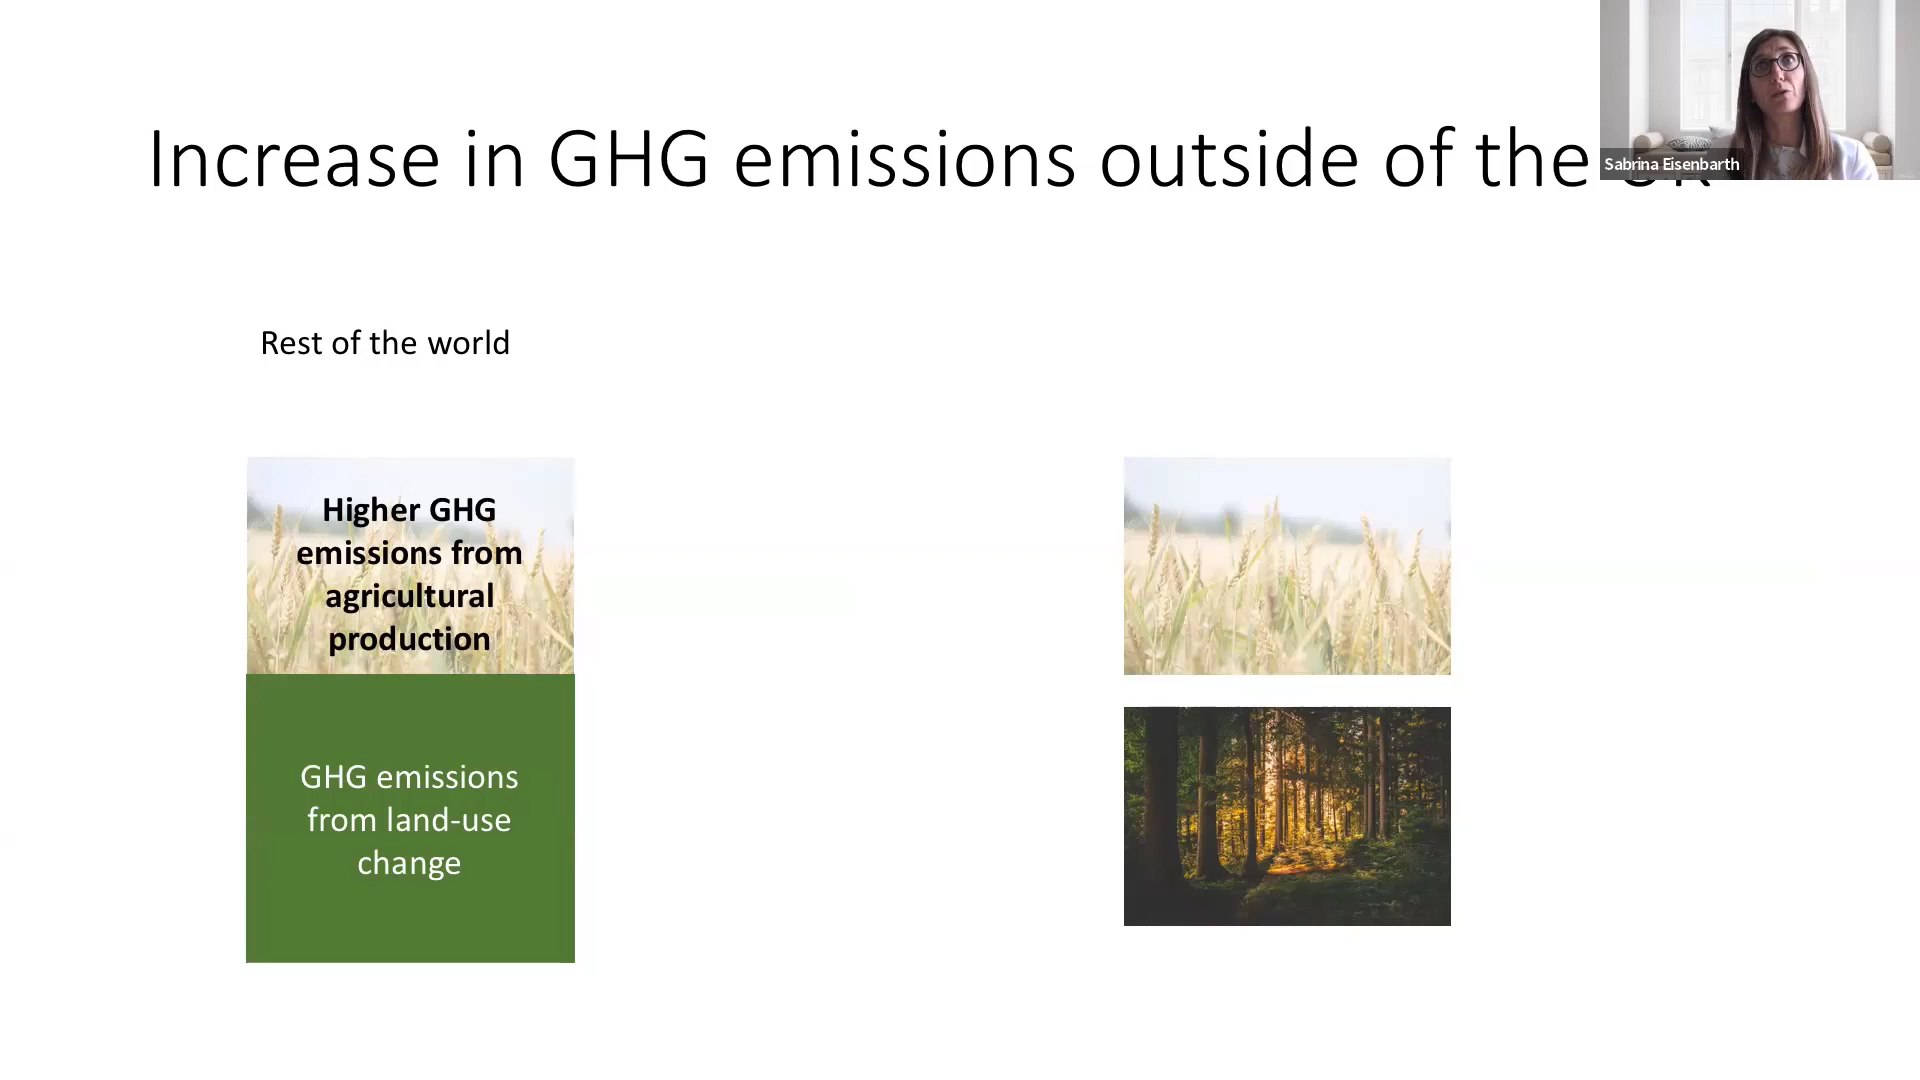 Increase in GHG emissions outside of the
Sabrina Eisenbarth
Rest of the world
Higher GHG
emissions from
agricultural
production
GHG emissions
from land-use
change